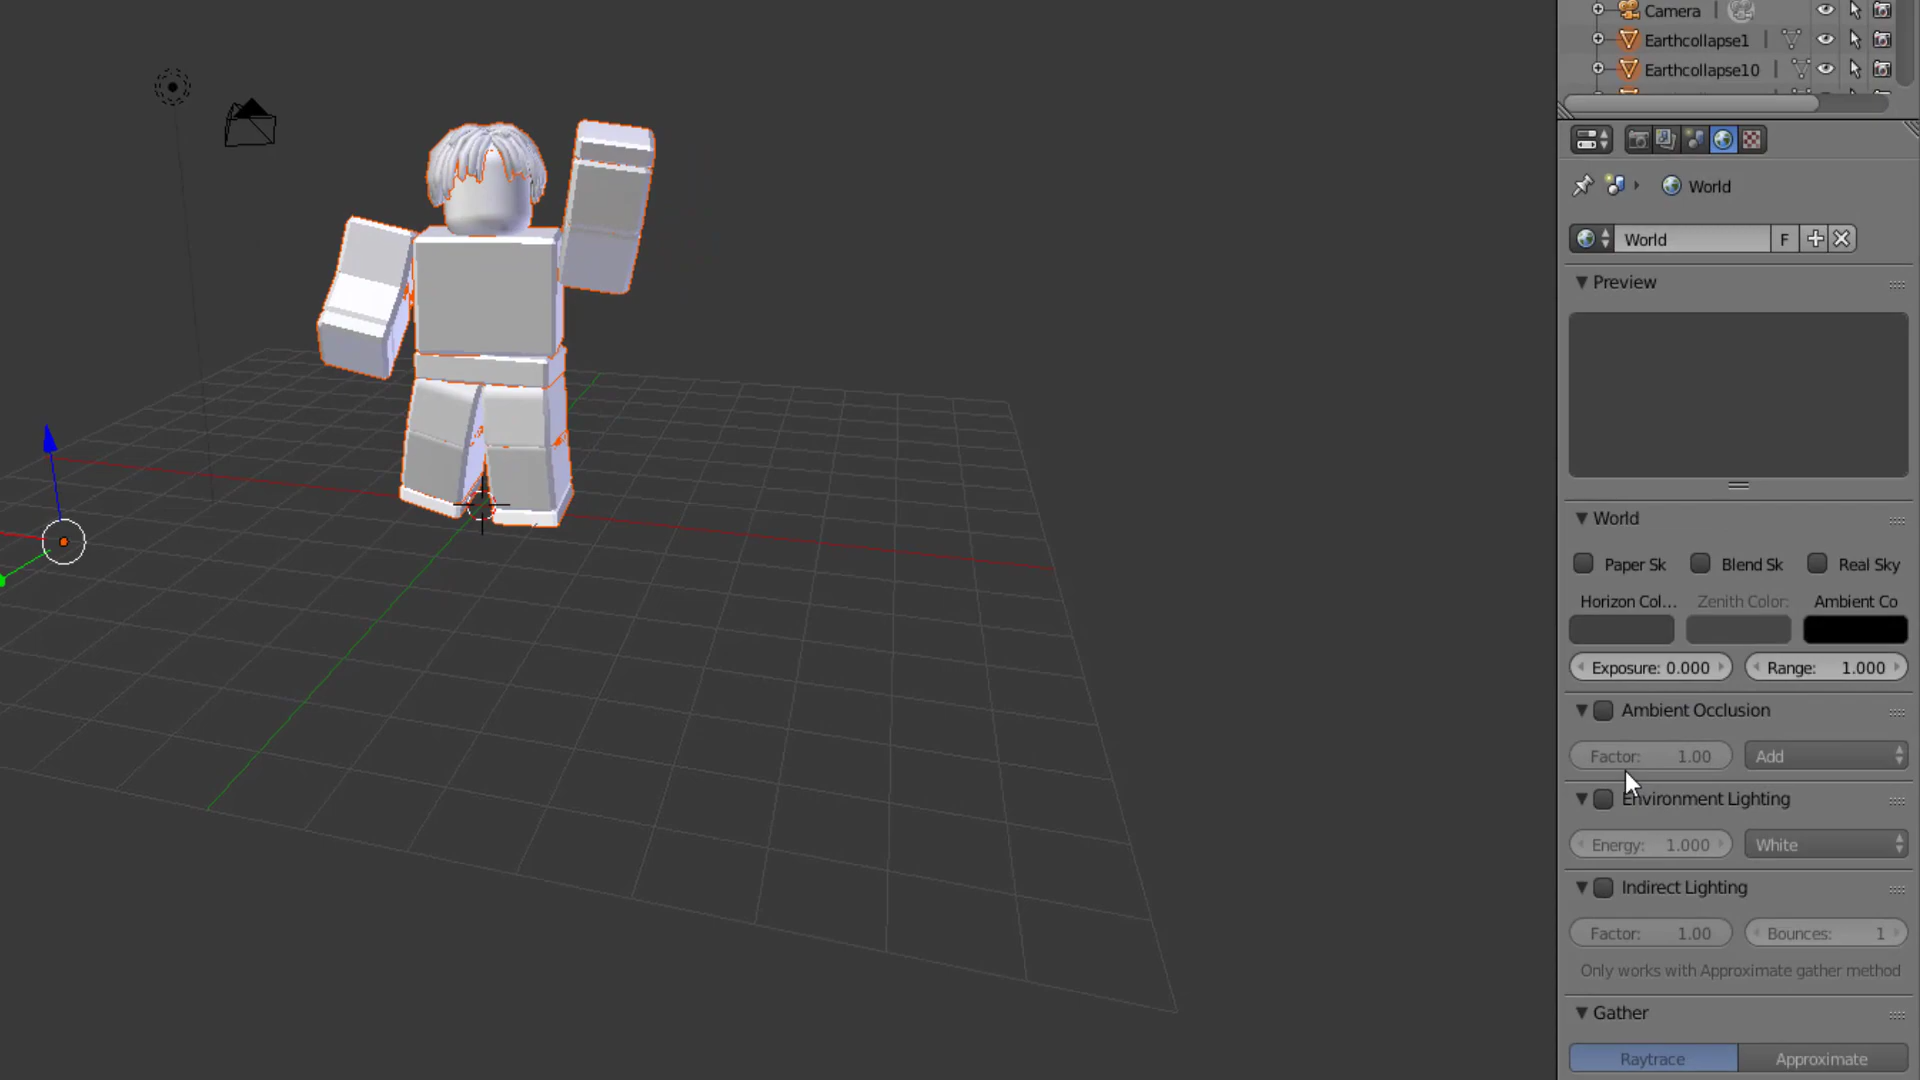 Camera
Earthcollapse1
Earthcollapse10
World
World F
Preview
World
Paper Sk Blend Sk Real Sky
Horizon Col... Zenith Color: Ambient Co
Exposure: 0.000 Range: 1.000
Ambient Occlusion
Factor: 1.00 Add
Environment Lighting
Energy: 1.000 White
Indirect Lighting
Factor: 1.00 Bounces: 1
Only works with Approximate gather method
Gather
Raytrace Approximate